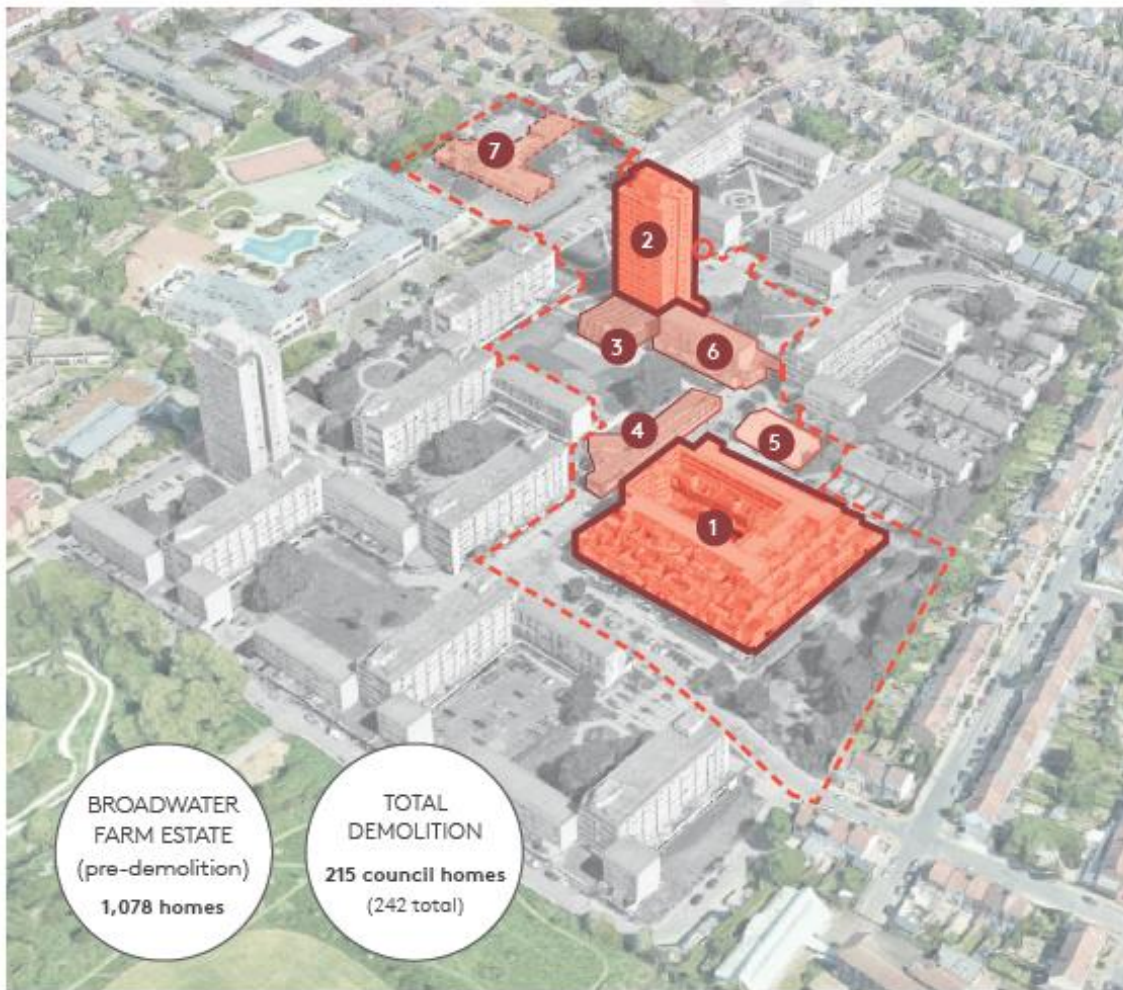 7
2
3
6
4
5
1
BROADWATER
FARM ESTATE
(pre-demolition)
1,078 homes
TOTAL
DEMOLITION
215 council homes
(242 total)